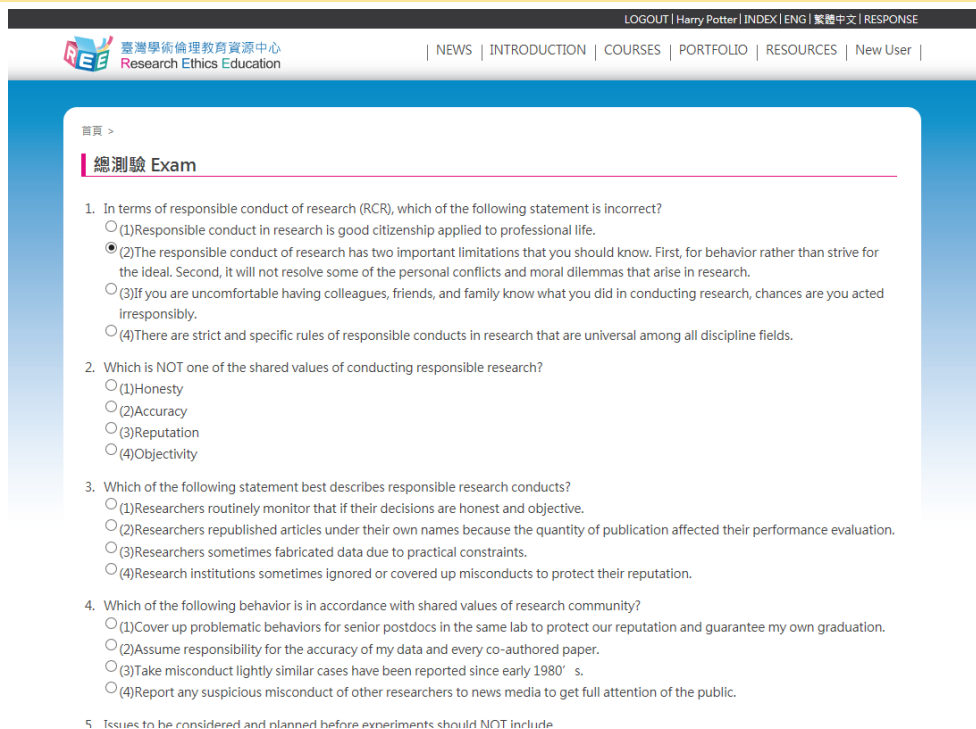 LOGOUT | Harry Potter | INDEX | ENG | 繁體中文 | RESPONSE
REE
臺灣學術倫理教育資源中心
Research Ethics Education
| NEWS | INTRODUCTION | COURSES | PORTFOLIO | RESOURCES | New User |
首頁 >
總測驗 Exam
1. In terms of responsible conduct of research (RCR), which of the following statement is incorrect?
(1)Responsible conduct in research is good citizenship applied to professional life.
(2)The responsible conduct of research has two important limitations that you should know. First, for behavior rather than strive for
the ideal. Second, it will not resolve some of the personal conflicts and moral dilemmas that arise in research.
(3)If you are uncomfortable having colleagues, friends, and family know what you did in conducting research, chances are you acted
irresponsibly.
(4)There are strict and specific rules of responsible conducts in research that are universal among all discipline fields.
2. Which is NOT one of the shared values of conducting responsible research?
(1)Honesty
(2)Accuracy
(3)Reputation
(4)Objectivity
3. Which of the following statement best describes responsible research conducts?
(1)Researchers routinely monitor that if their decisions are honest and objective.
(2)Researchers republished articles under their own names because the quantity of publication affected their performance evaluation.
(3)Researchers sometimes fabricated data due to practical constraints.
(4)Research institutions sometimes ignored or covered up misconducts to protect their reputation.
4. Which of the following behavior is in accordance with shared values of research community?
(1)Cover up problematic behaviors for senior postdocs in the same lab to protect our reputation and guarantee my own graduation.
(2)Assume responsibility for the accuracy of my data and every co-authored paper.
(3)Take misconduct lightly similar cases have been reported since early 1980’ s.
(4)Report any suspicious misconduct of other researchers to news media to get full attention of the public.
5. Issues to be considered and planned before experiments should NOT include